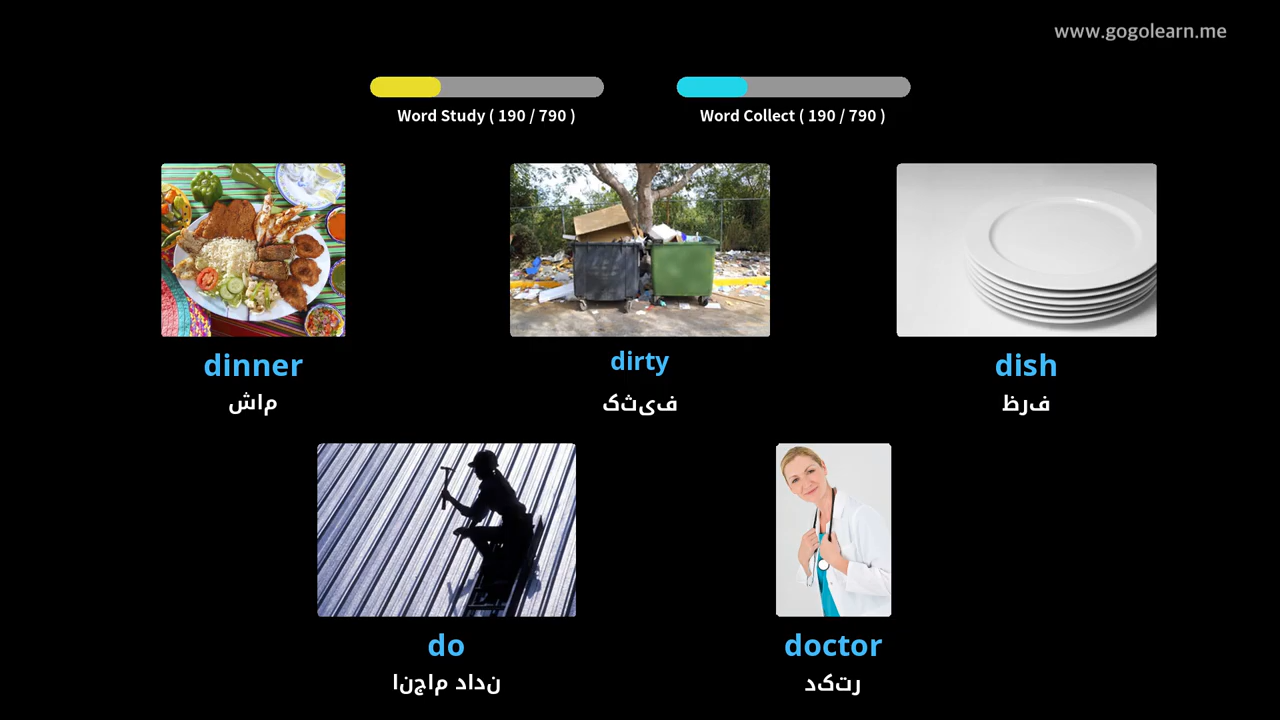 www.gogolearn.me
Word Study ( 190 / 790 )
Word Collect ( 190 / 790 )
dinner
ماش
dirty
فیثک
dish
فرظ
do
نداد ماجنا
doctor
رتکد